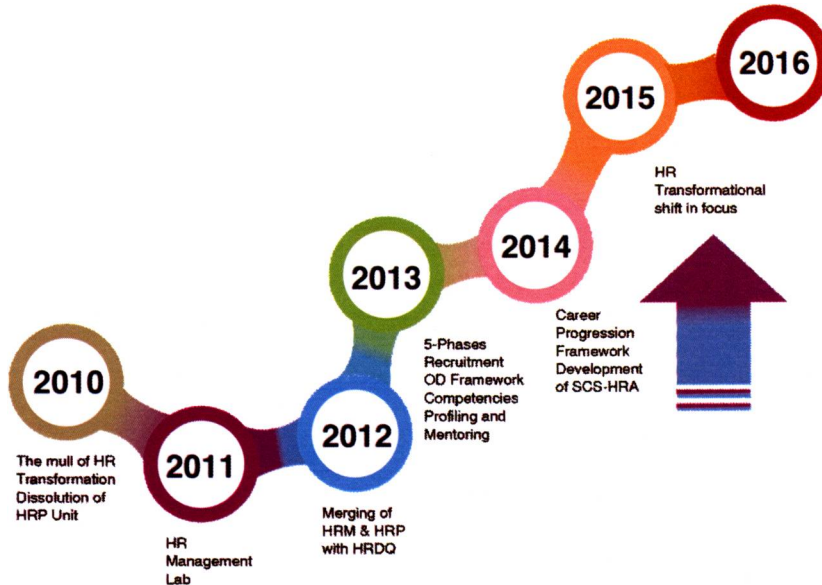 2010
The mull of HR
Transformation
Dissolution of
HRP Unit
2011
HR
Management
Lab
2012
Merging of
HRM & HRP
with HRDQ
2013
5-Phases
Recruitment
OD Framework
Competencies
Profiling and
Mentoring
2014
Career
Progression
Framework
Development
of SCS-HRA
2015
HR
Transformational
shift in focus
2016